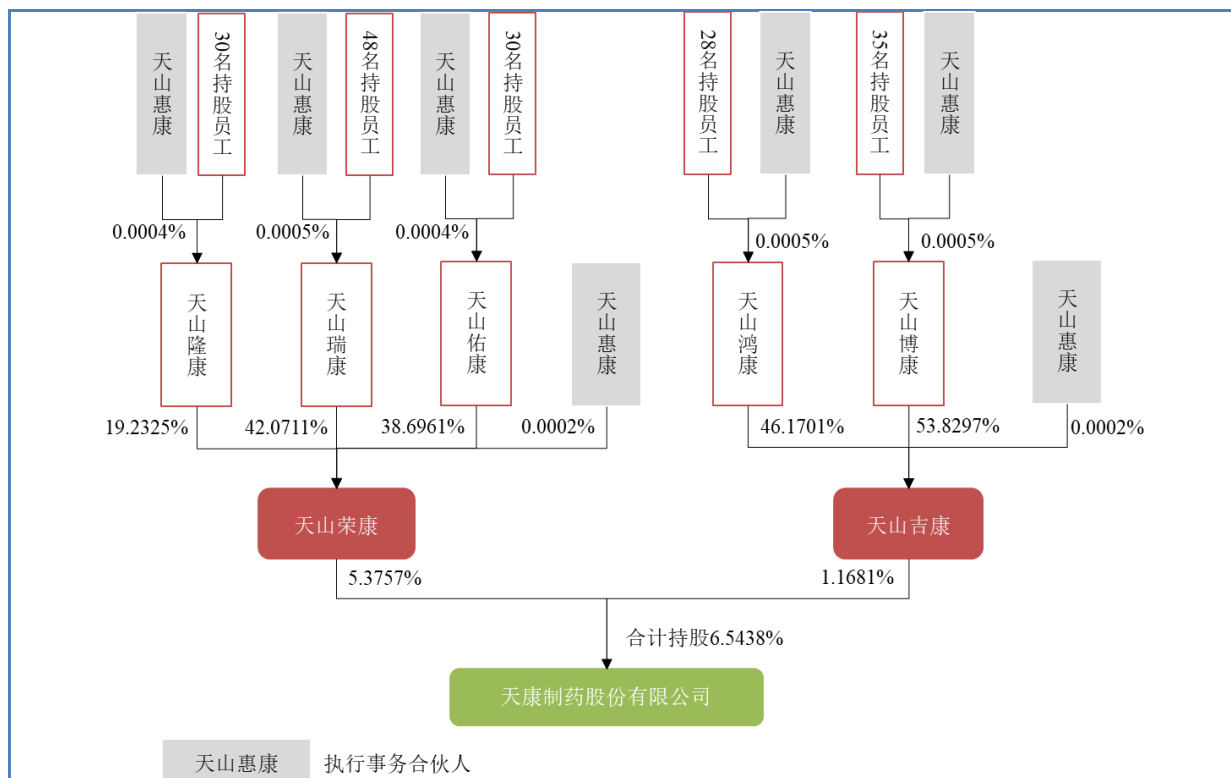 天山惠康
30名持股员工
天山惠康
48名持股员工
天山惠康
30名持股员工
28名持股员工
天山惠康
35名持股员工
天山惠康
0.0004%
0.0005%
0.0004%
0.0005%
0.0005%
天山隆康
天山瑞康
天山佑康
天山惠康
天山鸿康
天山博康
天山惠康
19.2325%
42.0711%
38.6961%
0.0002%
46.1701%
53.8297%
0.0002%
天山荣康
天山吉康
5.3757%
1.1681%
合计持股6.5438%
天康制药股份有限公司
天山惠康
执行事务合伙人